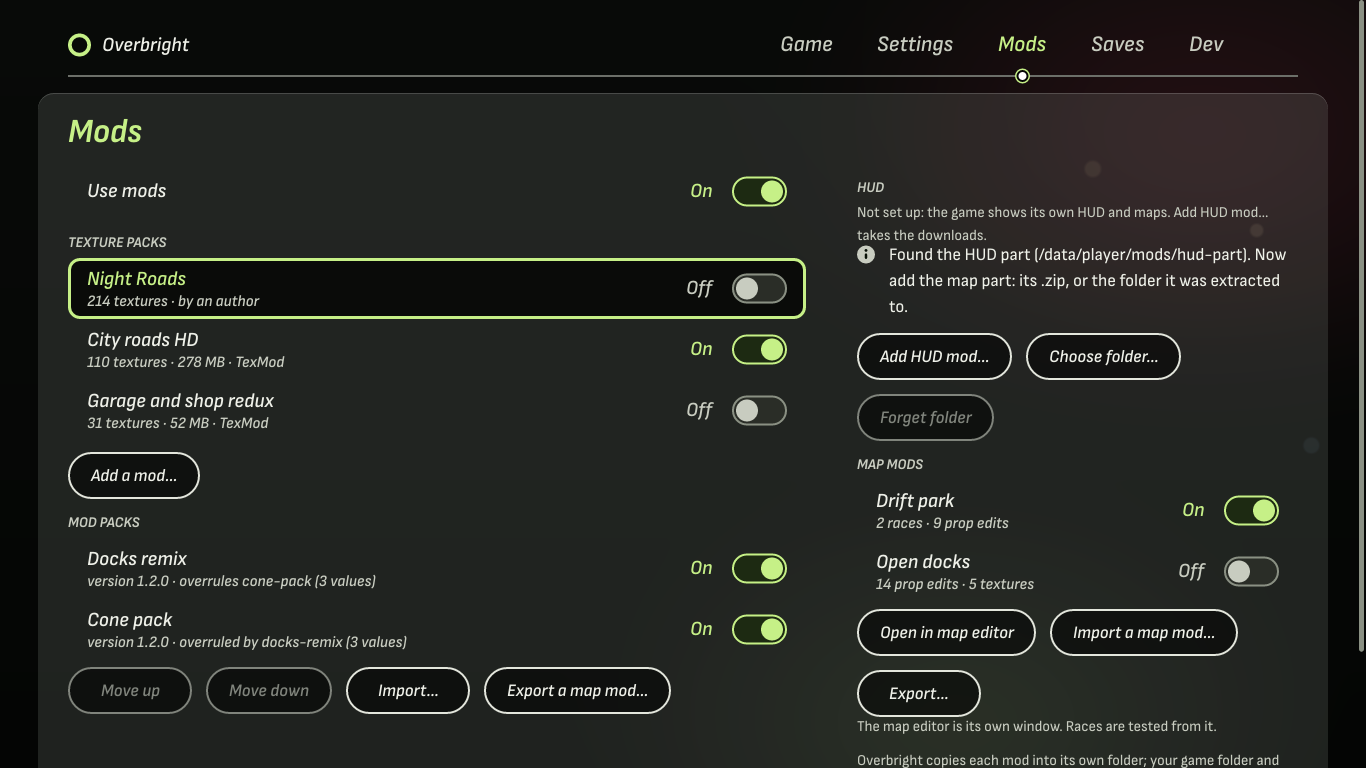 Overbright
Game
Settings
Mods
Saves
Dev
Mods
Use mods
On
TEXTURE PACKS
Night Roads
214 textures · by an author
Off
City roads HD
110 textures · 278 MB · TexMod
On
Garage and shop redux
31 textures · 52 MB · TexMod
Off
Add a mod...
MOD PACKS
Docks remix
version 1.2.0 · overrules cone-pack (3 values)
On
Cone pack
version 1.2.0 · overruled by docks-remix (3 values)
On
Move up
Move down
Import...
Export a map mod...
HUD
Not set up: the game shows its own HUD and maps. Add HUD mod...
takes the downloads.
Found the HUD part (/data/player/mods/hud-part). Now
add the map part: its .zip, or the folder it was extracted
to.
Add HUD mod...
Choose folder...
Forget folder
MAP MODS
Drift park
2 races · 9 prop edits
On
Open docks
14 prop edits · 5 textures
Off
Open in map editor
Import a map mod...
Export...
The map editor is its own window. Races are tested from it.
Overbright copies each mod into its own folder; your game folder and